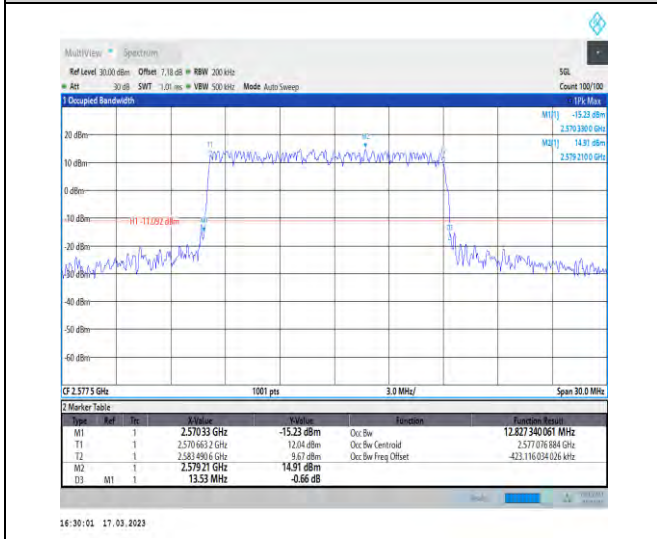 MultiView Spectrum
Ref Level 30.00 dBm Offset 7.18 dB RBW 200 kHz SGL
Att 30 dB SWT 1.01 ms VBW 500 kHz Mode Auto Sweep Count 100/100
1 Occupied Bandwidth 1Pk Max
M1[1] -15.23 dBm
2.570 330 0 GHz
M2[1] 14.91 dBm
2.579 210 0 GHz
20 dBm
T1
M2
10 dBm
0 dBm
-10 dBm
H1 -11.092 dBm
M1
D3
-20 dBm
-40 dBm
-50 dBm
-60 dBm
CF 2.577 5 GHz 1001 pts 3.0 MHz/ Span 30.0 MHz
2 Marker Table
Type Ref Trc X-Value Y-Value Function Function Result
M1 1 2.570 33 GHz -15.23 dBm Occ Bw 12.827 340 061 MHz
T1 1 2.570 663 2 GHz 12.04 dBm Occ Bw Centroid 2.577 076 884 GHz
T2 1 2.583 490 6 GHz 9.67 dBm Occ Bw Freq Offset -423.116 034 026 kHz
M2 1 2.579 21 GHz 14.91 dBm
D3 M1 1 13.53 MHz -0.66 dB
16:30:01 17.03.2023